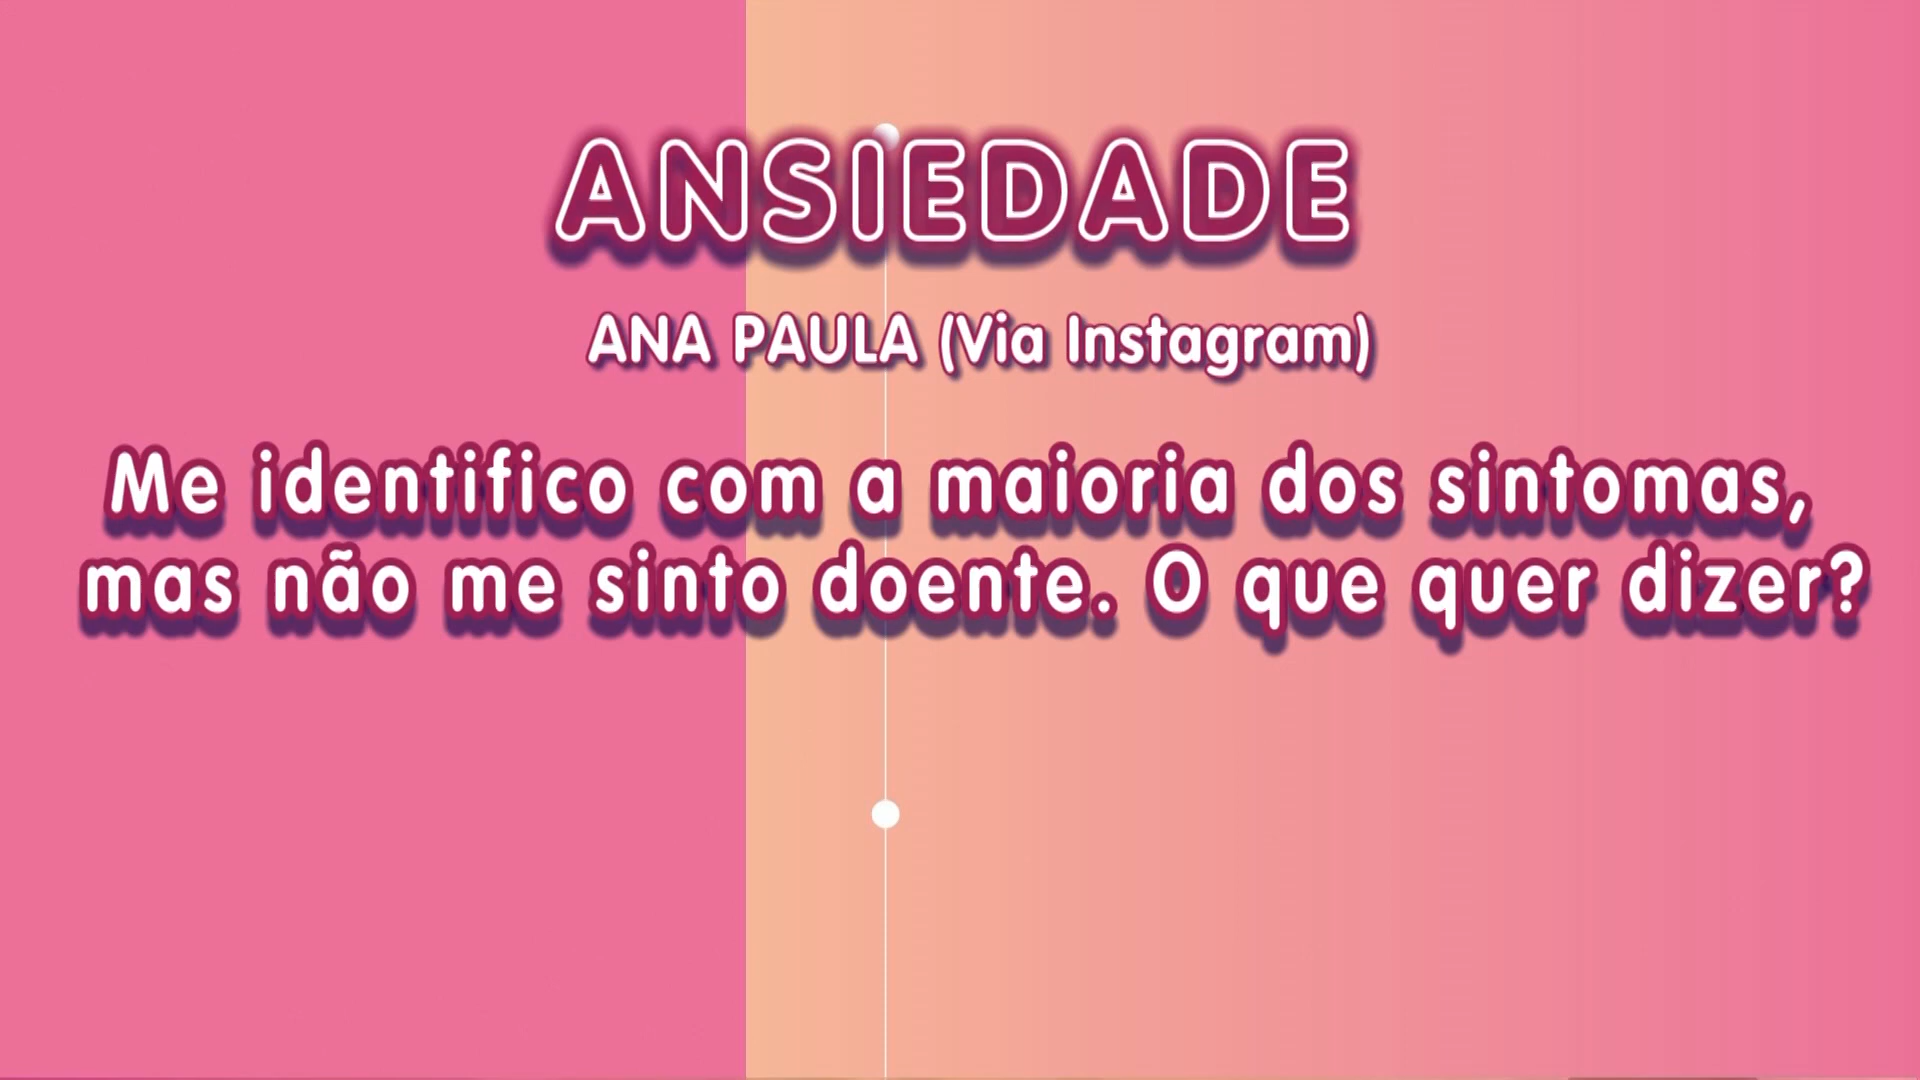 ANSIEDADE
ANA PAULA (Via Instagram)
Me identifico com a maioria dos sintomas,
mas não me sinto doente. O que quer dizer?